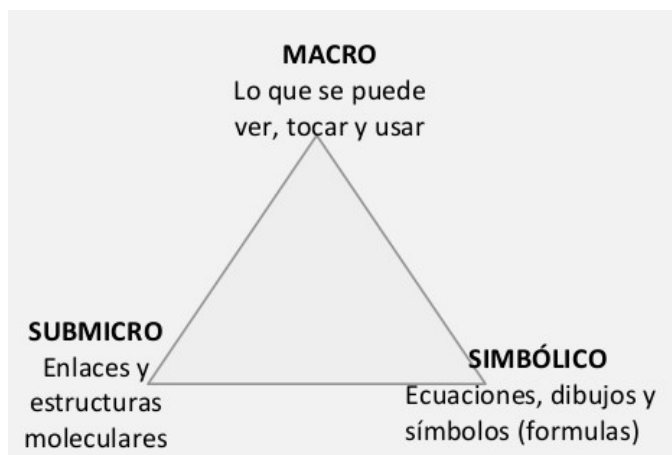 MACRO
Lo que se puede
ver, tocar y usar
SUBMICRO
Enlaces y
estructuras
moleculares
SIMBÓLICO
Ecuaciones, dibujos y
símbolos (formulas)